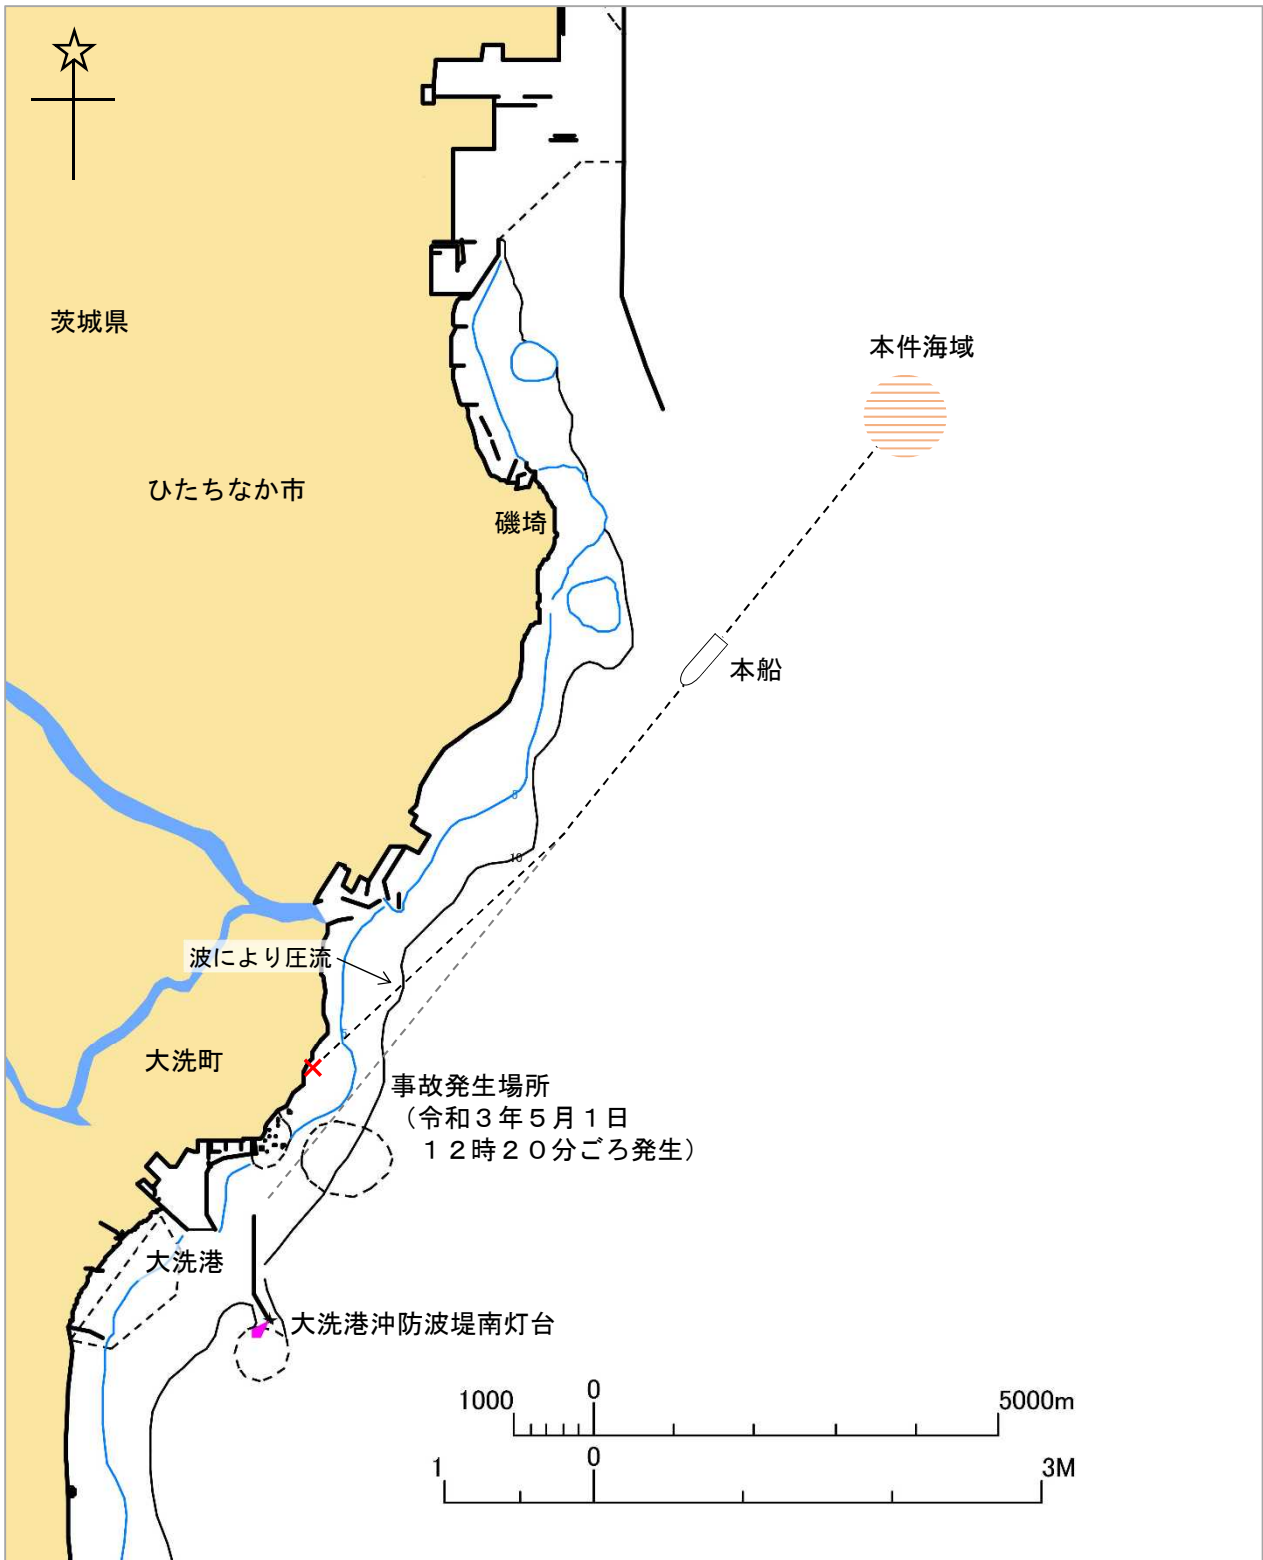 茨城県
本件海域
ひたちなか市
磯埼
本船
5
10
波により圧流
5
大洗町
事故発生場所
（令和３年５月１日
１２時２０分ごろ発生）
大洗港
大洗港沖防波堤南灯台
1000 0 5000m
1 0 3M